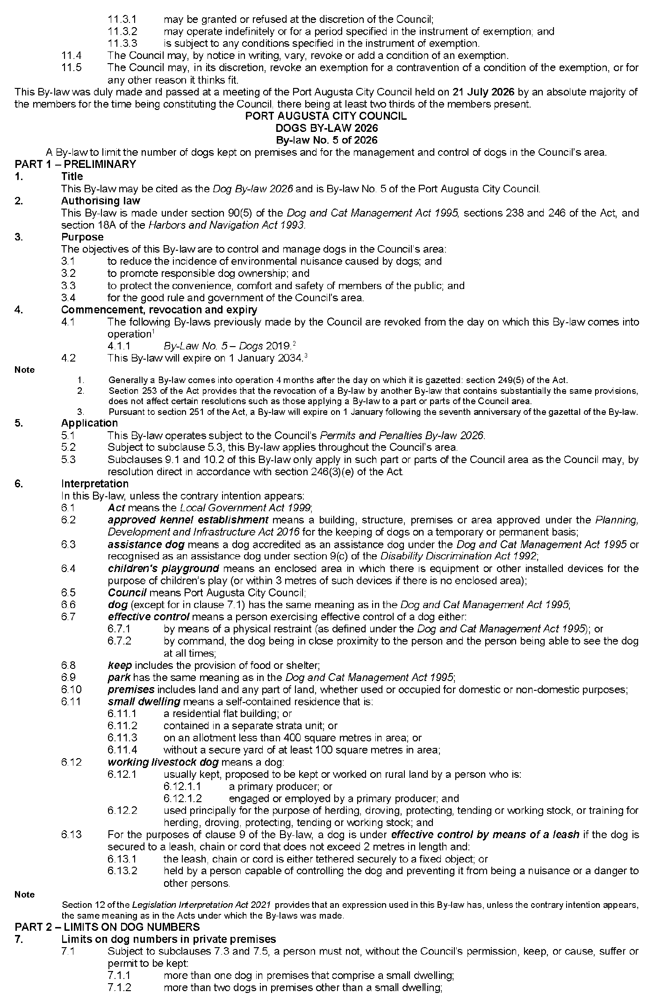 11.3.1 may be granted or refused at the discretion of the Council;
11.3.2 may operate indefinitely or for a period specified in the instrument of exemption; and
11.3.3 is subject to any conditions specified in the instrument of exemption.
11.4 The Council may, by notice in writing, vary, revoke or add a condition of an exemption.
11.5 The Council may, in its discretion, revoke an exemption for a contravention of a condition of the exemption, or for
any other reason it thinks fit.
This By-law was duly made and passed at a meeting of the Port Augusta City Council held on 21 July 2026 by an absolute majority of
the members for the time being constituting the Council, there being at least two thirds of the members present.
PORT AUGUSTA CITY COUNCIL
DOGS BY-LAW 2026
By-law No. 5 of 2026
A By-law to limit the number of dogs kept on premises and for the management and control of dogs in the Council's area.
PART 1 – PRELIMINARY
1. Title
This By-law may be cited as the Dog By-law 2026 and is By-law No. 5 of the Port Augusta City Council.
2. Authorising law
This By-law is made under section 90(5) of the Dog and Cat Management Act 1995, sections 238 and 246 of the Act, and
section 18A of the Harbors and Navigation Act 1993.
3. Purpose
The objectives of this By-law are to control and manage dogs in the Council's area:
3.1 to reduce the incidence of environmental nuisance caused by dogs; and
3.2 to promote responsible dog ownership; and
3.3 to protect the convenience, comfort and safety of members of the public; and
3.4 for the good rule and government of the Council's area.
4. Commencement, revocation and expiry
4.1 The following By-laws previously made by the Council are revoked from the day on which this By-law comes into
operation1
4.1.1 By-Law No. 5 – Dogs 2019.2
4.2 This By-law will expire on 1 January 2034.3
Note
1. Generally a By-law comes into operation 4 months after the day on which it is gazetted: section 249(5) of the Act.
2. Section 253 of the Act provides that the revocation of a By-law by another By-law that contains substantially the same provisions,
does not affect certain resolutions such as those applying a By-law to a part or parts of the Council area.
3. Pursuant to section 251 of the Act, a By-law will expire on 1 January following the seventh anniversary of the gazettal of the By-law.
5. Application
5.1 This By-law operates subject to the Council's Permits and Penalties By-law 2026.
5.2 Subject to subclause 5.3, this By-law applies throughout the Council's area.
5.3 Subclauses 9.1 and 10.2 of this By-law only apply in such part or parts of the Council area as the Council may, by
resolution direct in accordance with section 246(3)(e) of the Act.
6. Interpretation
In this By-law, unless the contrary intention appears:
6.1 Act means the Local Government Act 1999;
6.2 approved kennel establishment means a building, structure, premises or area approved under the Planning,
Development and Infrastructure Act 2016 for the keeping of dogs on a temporary or permanent basis;
6.3 assistance dog means a dog accredited as an assistance dog under the Dog and Cat Management Act 1995 or
recognised as an assistance dog under section 9(c) of the Disability Discrimination Act 1992;
6.4 children's playground means an enclosed area in which there is equipment or other installed devices for the
purpose of children's play (or within 3 metres of such devices if there is no enclosed area);
6.5 Council means Port Augusta City Council;
6.6 dog (except for in clause 7.1) has the same meaning as in the Dog and Cat Management Act 1995;
6.7 effective control means a person exercising effective control of a dog either:
6.7.1 by means of a physical restraint (as defined under the Dog and Cat Management Act 1995); or
6.7.2 by command, the dog being in close proximity to the person and the person being able to see the dog
at all times;
6.8 keep includes the provision of food or shelter;
6.9 park has the same meaning as in the Dog and Cat Management Act 1995;
6.10 premises includes land and any part of land, whether used or occupied for domestic or non-domestic purposes;
6.11 small dwelling means a self-contained residence that is:
6.11.1 a residential flat building; or
6.11.2 contained in a separate strata unit; or
6.11.3 on an allotment less than 400 square metres in area; or
6.11.4 without a secure yard of at least 100 square metres in area;
6.12 working livestock dog means a dog:
6.12.1 usually kept, proposed to be kept or worked on rural land by a person who is:
6.12.1.1 a primary producer; or
6.12.1.2 engaged or employed by a primary producer; and
6.12.2 used principally for the purpose of herding, droving, protecting, tending or working stock, or training for
herding, droving, protecting, tending or working stock; and
6.13 For the purposes of clause 9 of the By-law, a dog is under effective control by means of a leash if the dog is
secured to a leash, chain or cord that does not exceed 2 metres in length and:
6.13.1 the leash, chain or cord is either tethered securely to a fixed object; or
6.13.2 held by a person capable of controlling the dog and preventing it from being a nuisance or a danger to
other persons.
Note
Section 12 of the Legislation Interpretation Act 2021 provides that an expression used in this By-law has, unless the contrary intention appears,
the same meaning as in the Acts under which the By-laws was made.
PART 2 – LIMITS ON DOG NUMBERS
7. Limits on dog numbers in private premises
7.1 Subject to subclauses 7.3 and 7.5, a person must not, without the Council's permission, keep, or cause, suffer or
permit to be kept:
7.1.1 more than one dog in premises that comprise a small dwelling;
7.1.2 more than two dogs in premises other than a small dwelling;